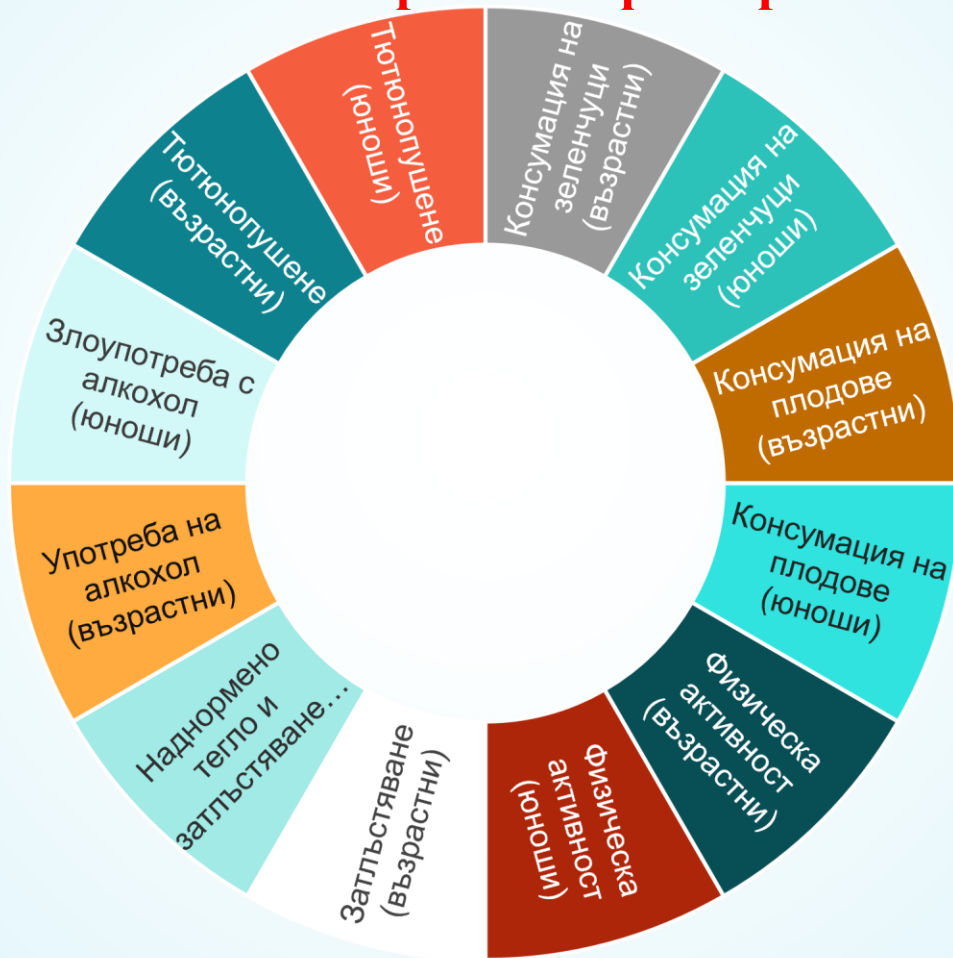 Консумация на
зеленчуци
(възрастни)
Консумация на
зеленчуци
(юноши)
Консумация на
плодове
(възрастни)
Консумация на
плодове
(юноши)
Физическа
активност
(възрастни)
Физическа
активност
(юноши)
Затлъстяване
(възрастни)
Наднормено
тегло и
затлъстяване…
Употреба на
алкохол
(възрастни)
Злоупотреба с
алкохол
(юноши)
Тютюнопушене
(възрастни)
Тютюнопушене
(юноши)